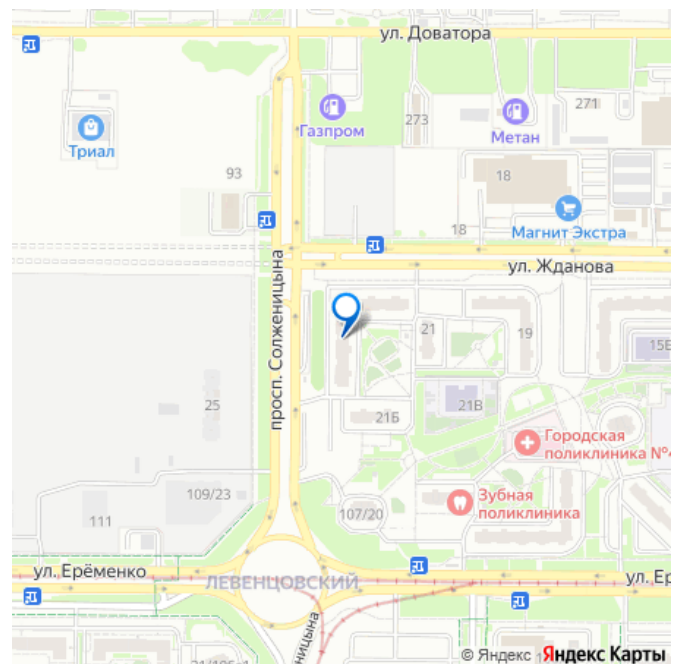 ул. Доватора
Газпром
273
Метан
271
Триал
93
18
18
Магнит Экстра
ул. Жданова
просп. Солженицына
21
19
25
21Б
21В
Городская
поликлиника №
109/23
111
107/20
Зубная
поликлиника
ул. Ерёменко
ЛЕВЕНЦОВСКИЙ
ул. Ер
© Яндекс Яндекс Карты